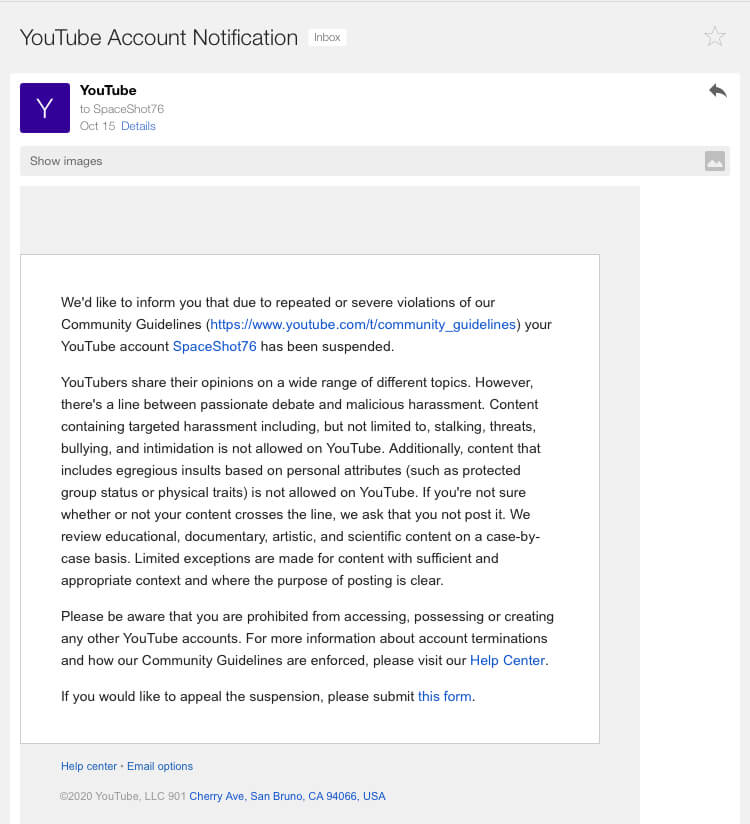 YouTube Account Notification Inbox
Y
YouTube
to SpaceShot76
Oct 15 Details
Show images
We'd like to inform you that due to repeated or severe violations of our
Community Guidelines (https://www.youtube.com/t/community_guidelines) your
YouTube account SpaceShot76 has been suspended.
YouTubers share their opinions on a wide range of different topics. However,
there's a line between passionate debate and malicious harassment. Content
containing targeted harassment including, but not limited to, stalking, threats,
bullying, and intimidation is not allowed on YouTube. Additionally, content that
includes egregious insults based on personal attributes (such as protected
group status or physical traits) is not allowed on YouTube. If you're not sure
whether or not your content crosses the line, we ask that you not post it. We
review educational, documentary, artistic, and scientific content on a case-by-
case basis. Limited exceptions are made for content with sufficient and
appropriate context and where the purpose of posting is clear.
Please be aware that you are prohibited from accessing, possessing or creating
any other YouTube accounts. For more information about account terminations
and how our Community Guidelines are enforced, please visit our Help Center.
If you would like to appeal the suspension, please submit this form.
Help center • Email options
©2020 YouTube, LLC 901 Cherry Ave, San Bruno, CA 94066, USA